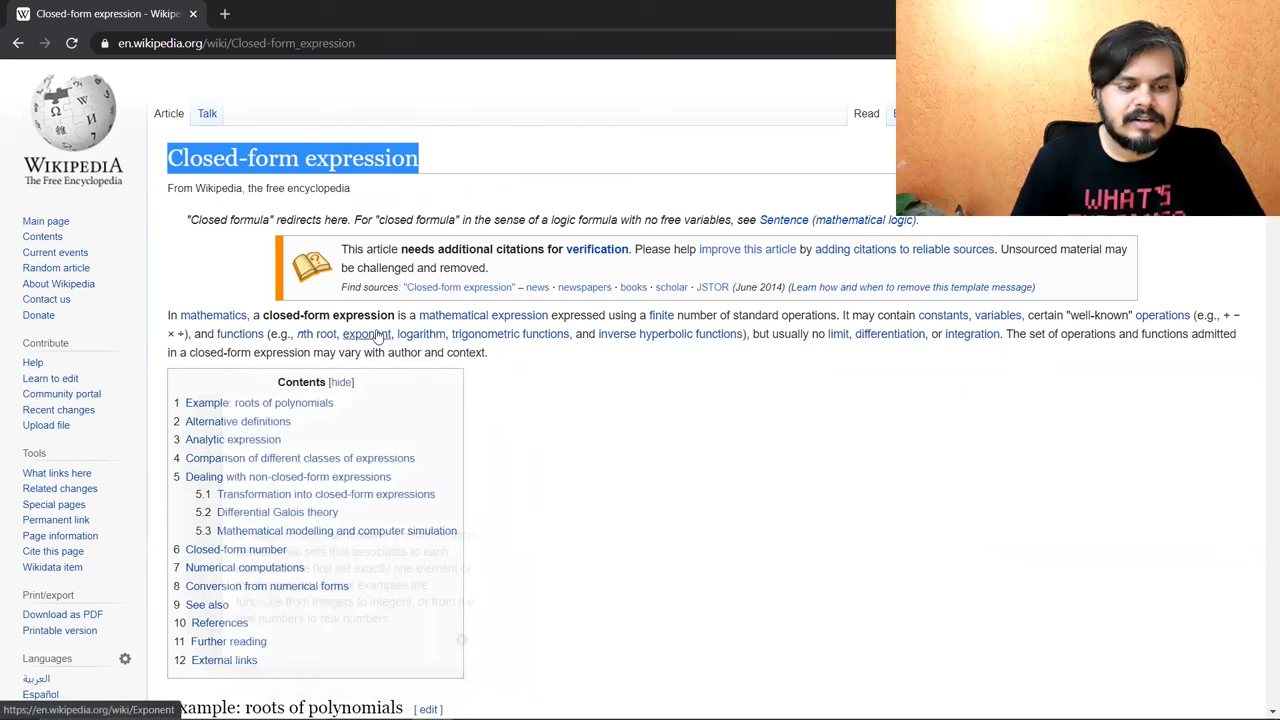 Closed-form expression - Wikipe
en.wikipedia.org/wiki/Closed-form_expression
WIKIPEDIA
The Free Encyclopedia
Main page
Contents
Current events
Random article
About Wikipedia
Contact us
Donate
Contribute
Help
Learn to edit
Community portal
Recent changes
Upload file
Tools
What links here
Related changes
Special pages
Permanent link
Page information
Cite this page
Wikidata item
Print/export
Download as PDF
Printable version
Languages
العربية
Español
https://en.wikipedia.org/wiki/Exponent
Article Talk
Read
Closed-form expression
From Wikipedia, the free encyclopedia
"Closed formula" redirects here. For "closed formula" in the sense of a logic formula with no free variables, see Sentence (mathematical logic).
This article needs additional citations for verification. Please help improve this article by adding citations to reliable sources. Unsourced material may
be challenged and removed.
Find sources: "Closed-form expression" – news · newspapers · books · scholar · JSTOR (June 2014) (Learn how and when to remove this template message)
In mathematics, a closed-form expression is a mathematical expression expressed using a finite number of standard operations. It may contain constants, variables, certain "well-known" operations (e.g., + −
× ÷), and functions (e.g., nth root, exponent, logarithm, trigonometric functions, and inverse hyperbolic functions), but usually no limit, differentiation, or integration. The set of operations and functions admitted
in a closed-form expression may vary with author and context.
Contents [hide]
1 Example: roots of polynomials
2 Alternative definitions
3 Analytic expression
4 Comparison of different classes of expressions
5 Dealing with non-closed-form expressions
5.1 Transformation into closed-form expressions
5.2 Differential Galois theory
5.3 Mathematical modelling and computer simulation
6 Closed-form number
7 Numerical computations
8 Conversion from numerical forms
9 See also
10 References
11 Further reading
12 External links
xample: roots of polynomials [ edit ]
WHAT'S